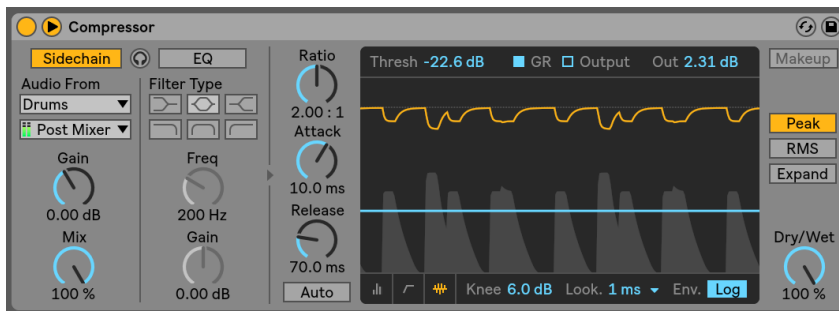 Compressor
Sidechain EQ
Audio From Filter Type
Drums
Post Mixer
Gain Freq
0.00 dB 200 Hz
Mix Gain
100 % 0.00 dB
Ratio
2.00 : 1
Attack
10.0 ms
Release
70.0 ms
Auto
Thresh -22.6 dB GR Output Out 2.31 dB
Knee 6.0 dB Look. 1 ms Env. Log
Makeup
Peak
RMS
Expand
Dry/Wet
100 %